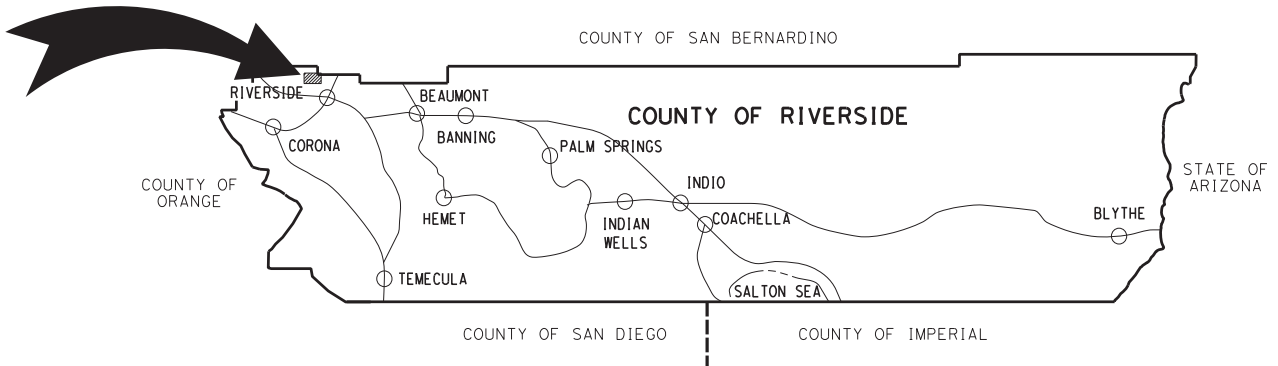 COUNTY OF SAN BERNARDINO
RIVERSIDE
BEAUMONT
COUNTY OF RIVERSIDE
BANNING
CORONA
PALM SPRINGS
STATE OF
ARIZONA
COUNTY OF
ORANGE
INDIO
HEMET
COACHELLA
BLYTHE
INDIAN
WELLS
TEMECULA
SALTON SEA
COUNTY OF SAN DIEGO
COUNTY OF IMPERIAL